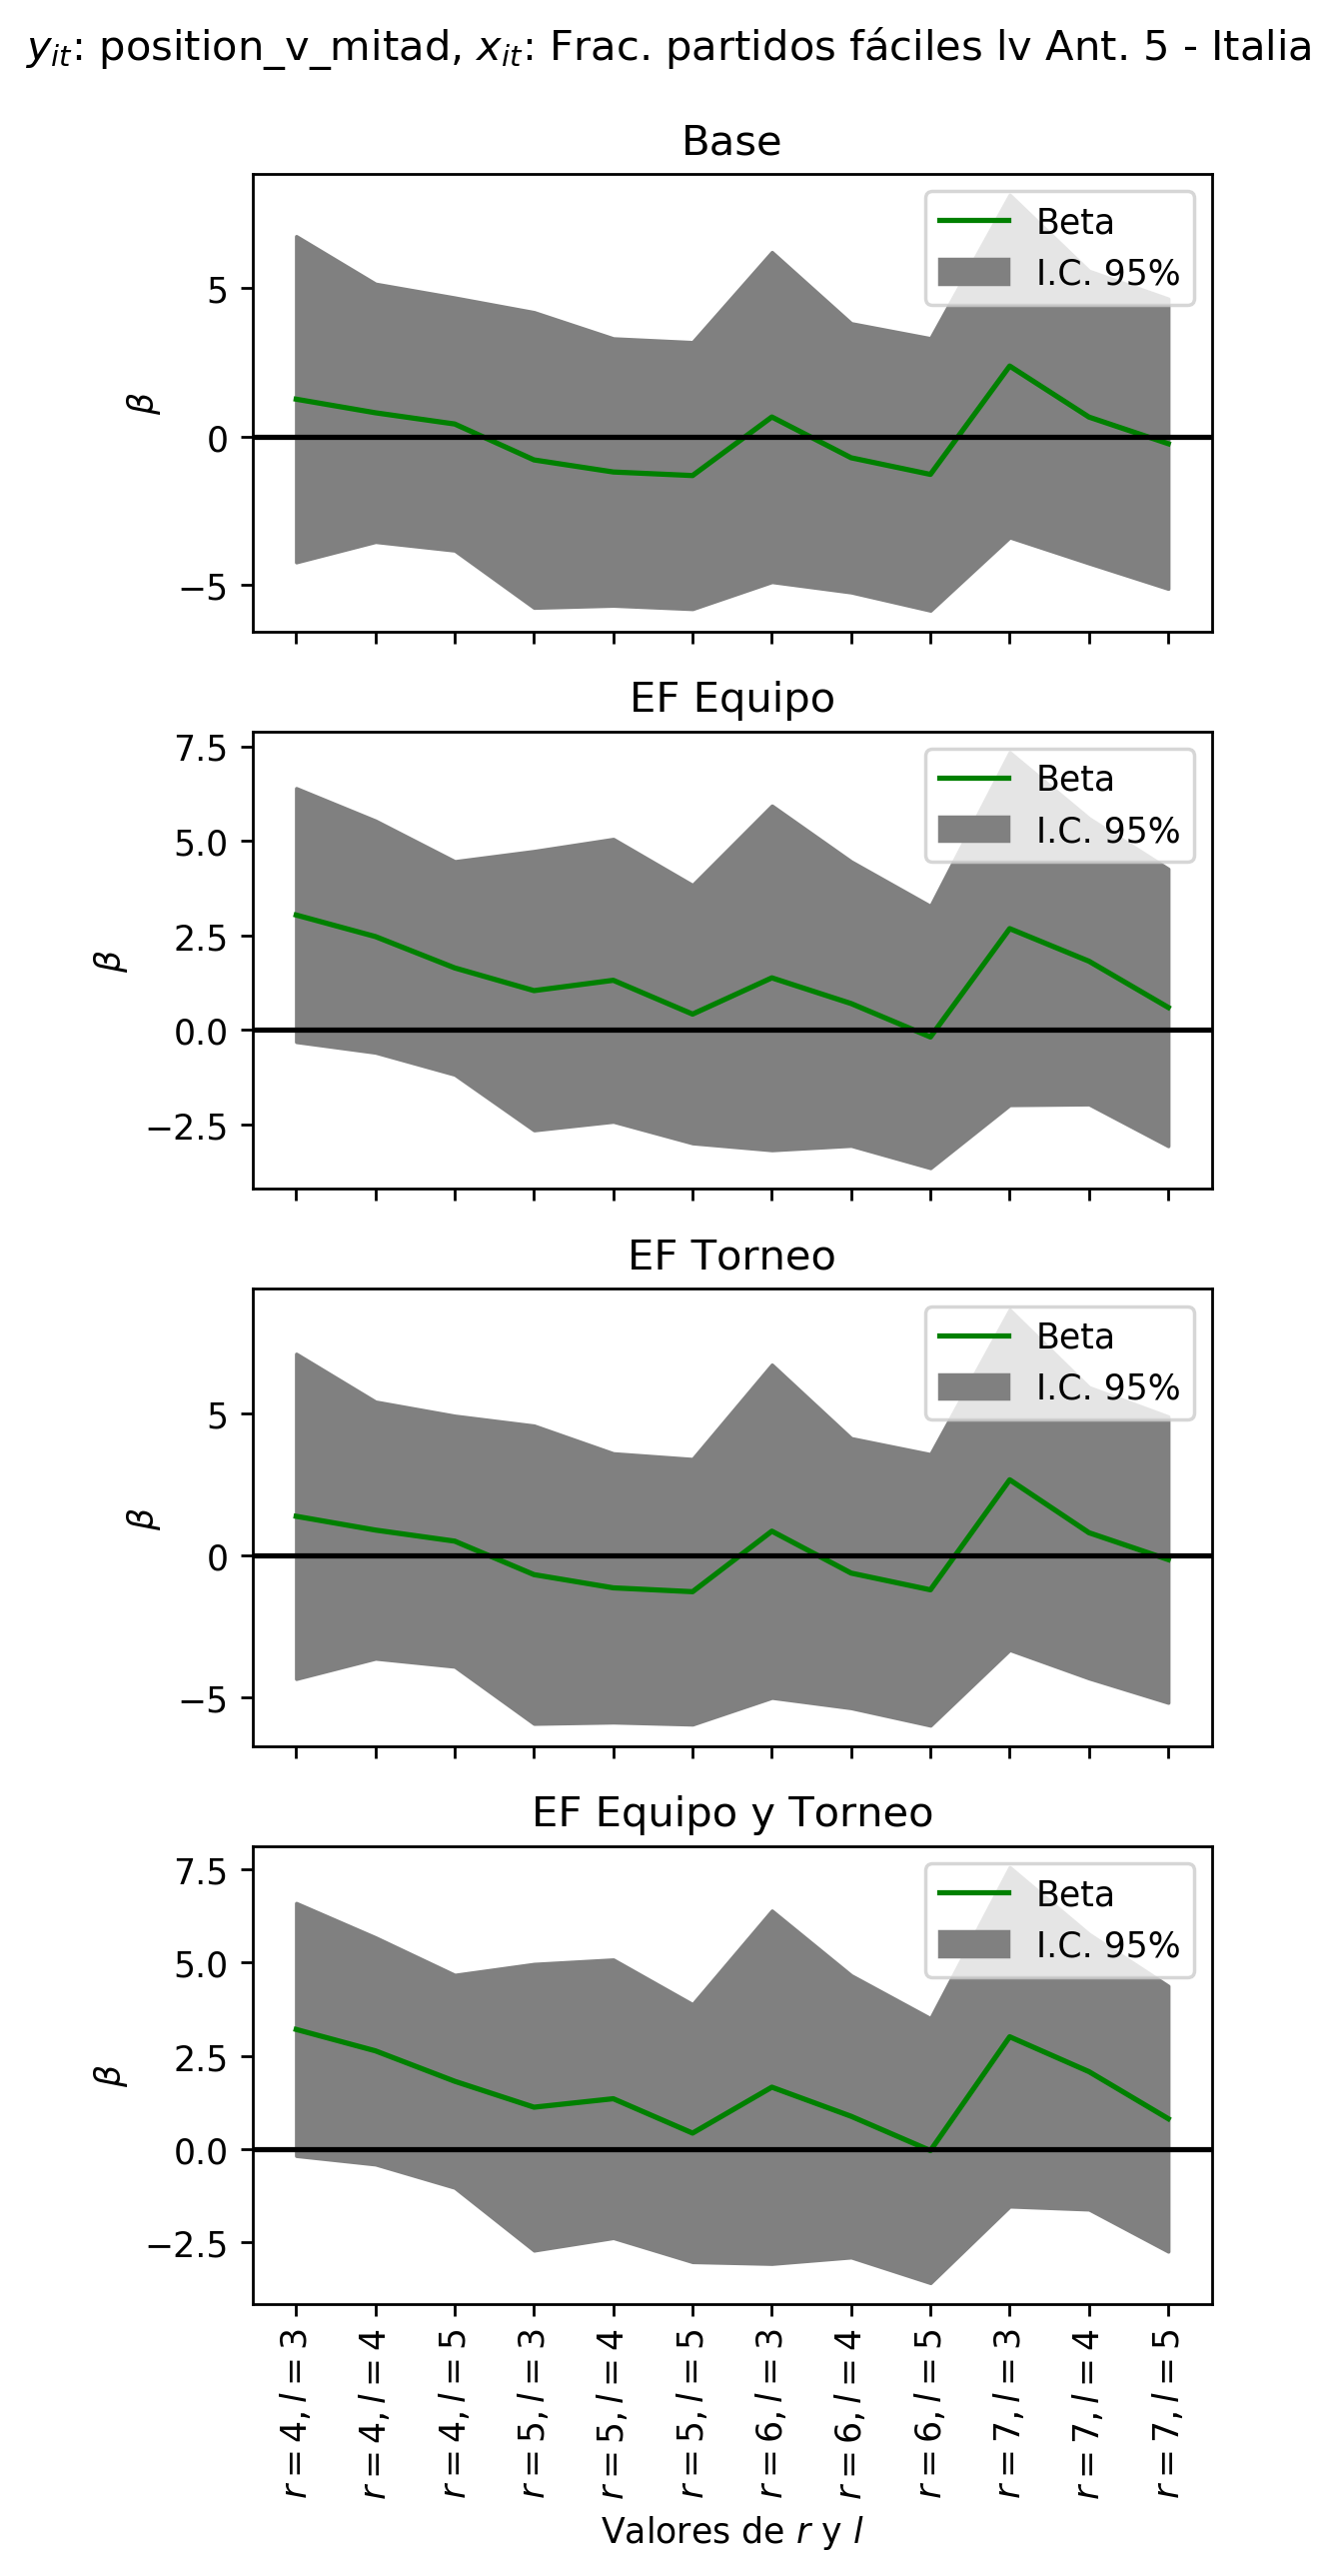 y_it: position_v_mitad, x_it: Frac. partidos fáciles lv Ant. 5 - Italia
Base
Beta
I.C. 95%
5
0
−5
β
EF Equipo
Beta
I.C. 95%
7.5
5.0
2.5
0.0
−2.5
β
EF Torneo
Beta
I.C. 95%
5
0
−5
β
EF Equipo y Torneo
Beta
I.C. 95%
7.5
5.0
2.5
0.0
−2.5
β
r = 4, l = 3
r = 4, l = 4
r = 4, l = 5
r = 5, l = 3
r = 5, l = 4
r = 5, l = 5
r = 6, l = 3
r = 6, l = 4
r = 6, l = 5
r = 7, l = 3
r = 7, l = 4
r = 7, l = 5
Valores de r y l